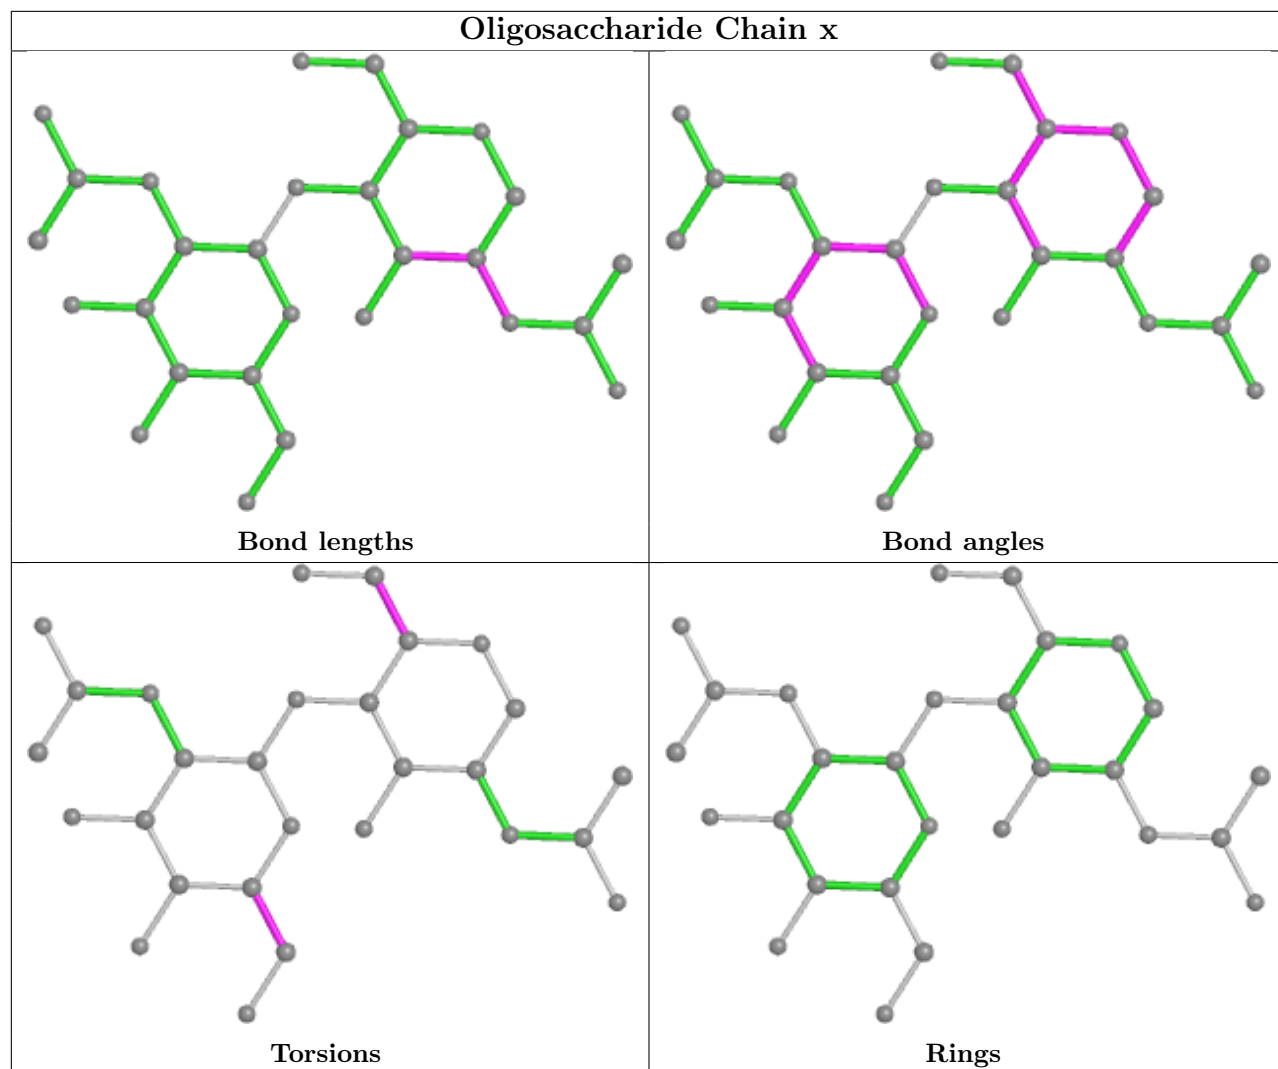 Oligosaccharide Chain x
Bond lengths
Bond angles
Torsions
Rings